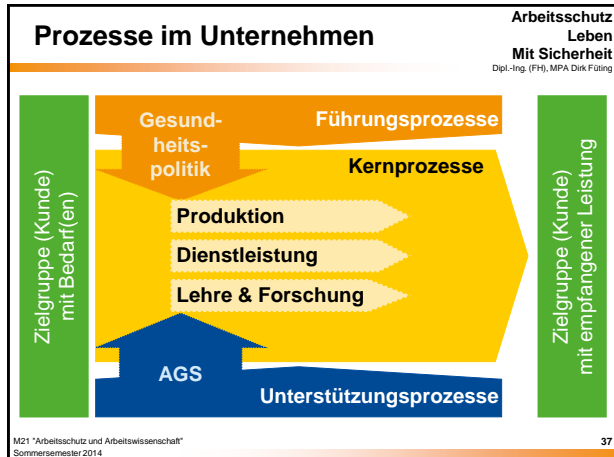 Prozesse im Unternehmen
Arbeitsschutz
Leben
Mit Sicherheit
Dipl.-Ing. (FH), MPA Dirk Füting
Zielgruppe (Kunde)
mit Bedarf(en)
Gesund-
heits-
politik
Führungsprozesse
Kernprozesse
Produktion
Dienstleistung
Lehre & Forschung
AGS
Unterstützungsprozesse
Zielgruppe (Kunde)
mit empfangener Leistung
M21 "Arbeitsschutz und Arbeitswissenschaft"
Sommersemester 2014
37